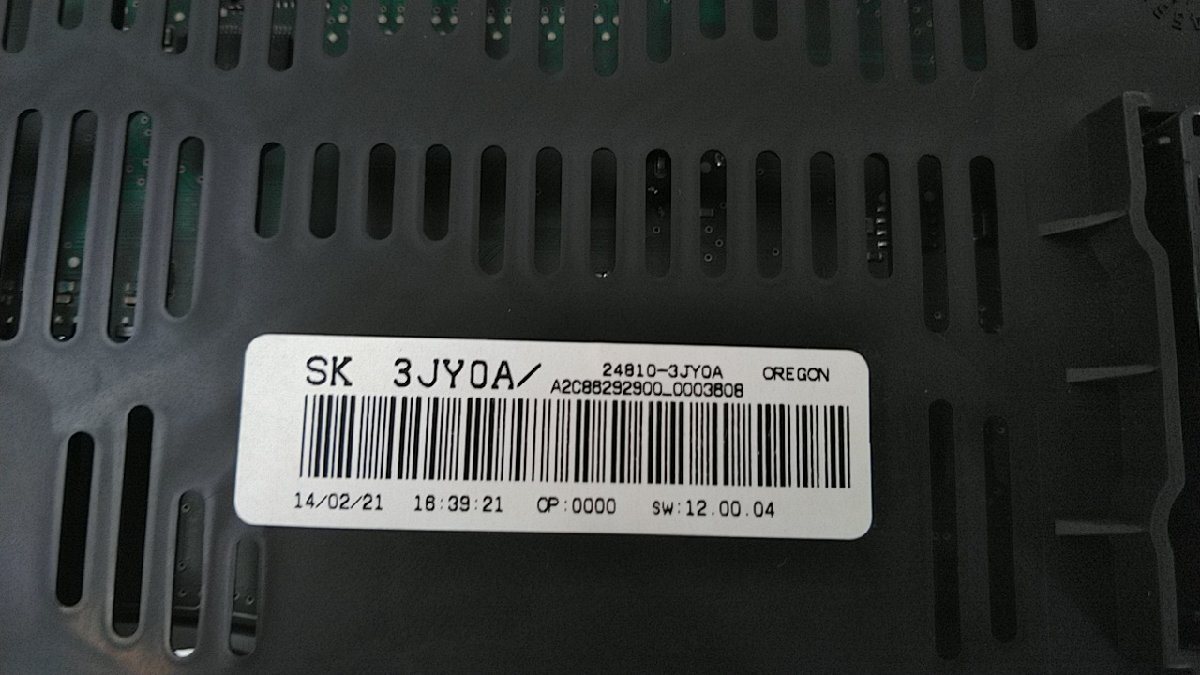 SK 3JY0A/ 24810-3JY0A OREGON
A2C88292900_0003808
14/02/21 18:39:21 OP:0000 SW:12.00.04